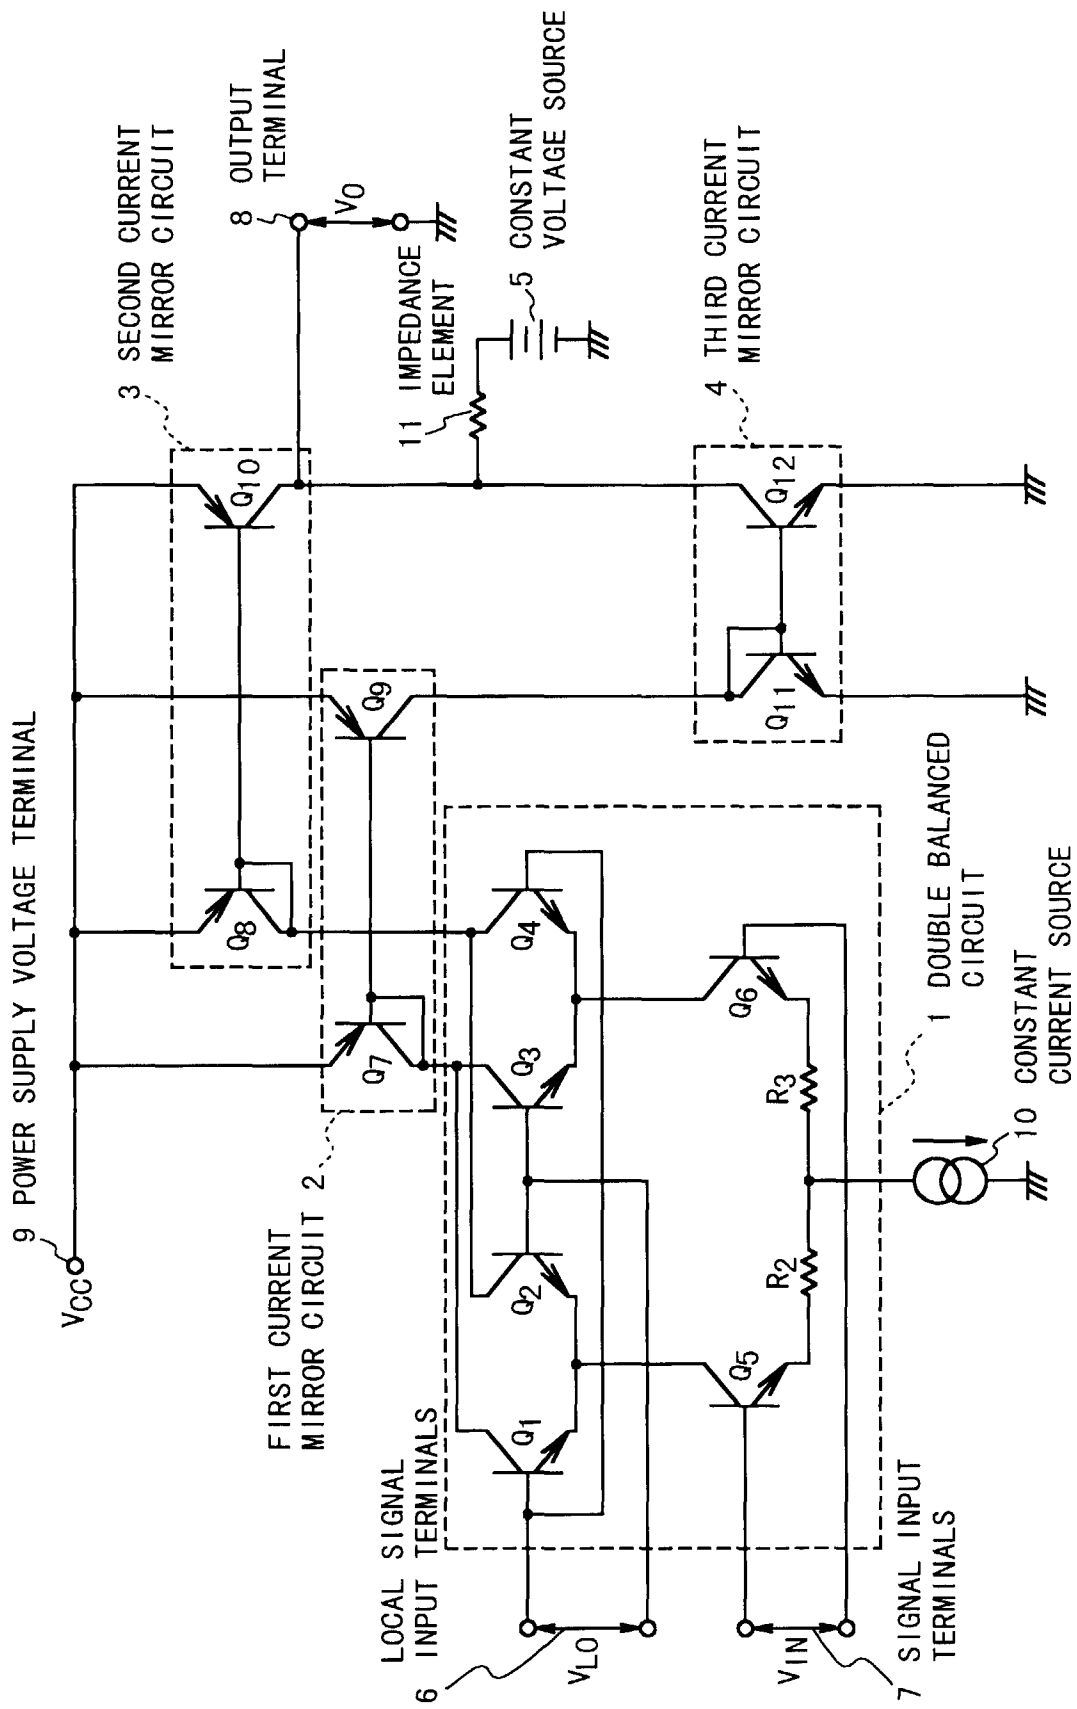 9 POWER SUPPLY VOLTAGE TERMINAL
VCC
3 SECOND CURRENT
MIRROR CIRCUIT
8 OUTPUT
TERMINAL
VO
Q8
Q10
FIRST CURRENT
MIRROR CIRCUIT 2
Q7
Q9
11 IMPEDANCE
ELEMENT
5 CONSTANT
VOLTAGE SOURCE
LOCAL SIGNAL
INPUT TERMINALS
6
VLO
Q1
Q2
Q3
Q4
4 THIRD CURRENT
MIRROR CIRCUIT
Q11
Q12
Q5
Q6
R2
R3
VIN
7
SIGNAL INPUT
TERMINALS
1 DOUBLE BALANCED
CIRCUIT
10 CONSTANT
CURRENT SOURCE